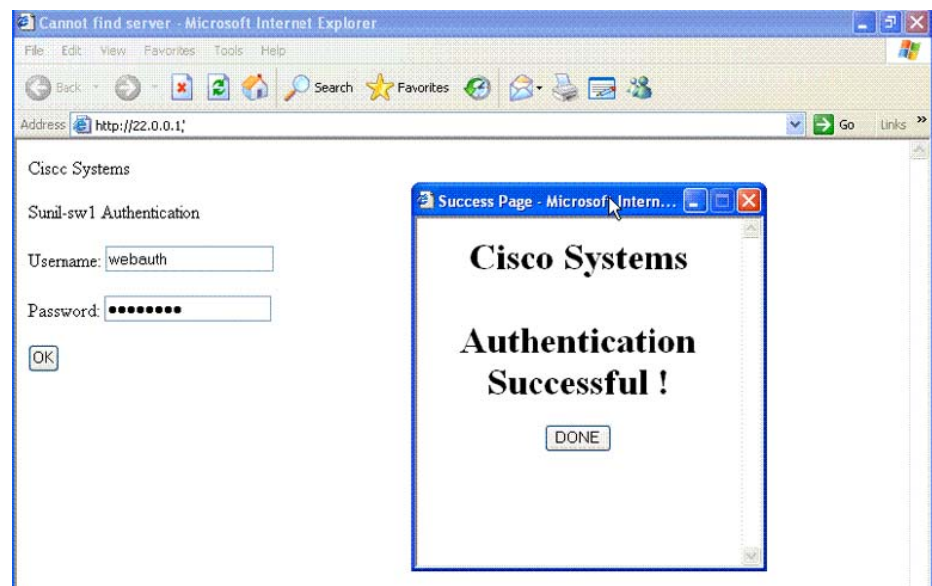 Cannot find server - Microsoft Internet Explorer
File Edit View Favorites Tools Help
Back Search Favorites
Address http://22.0.0.1;' Go Links »
Ciscc Systems
Sunil-sw1 Authentication
Username: webauth
Password: ••••••••
OK
Success Page - Microsoft Intern...
Cisco Systems
Authentication
Successful !
DONE